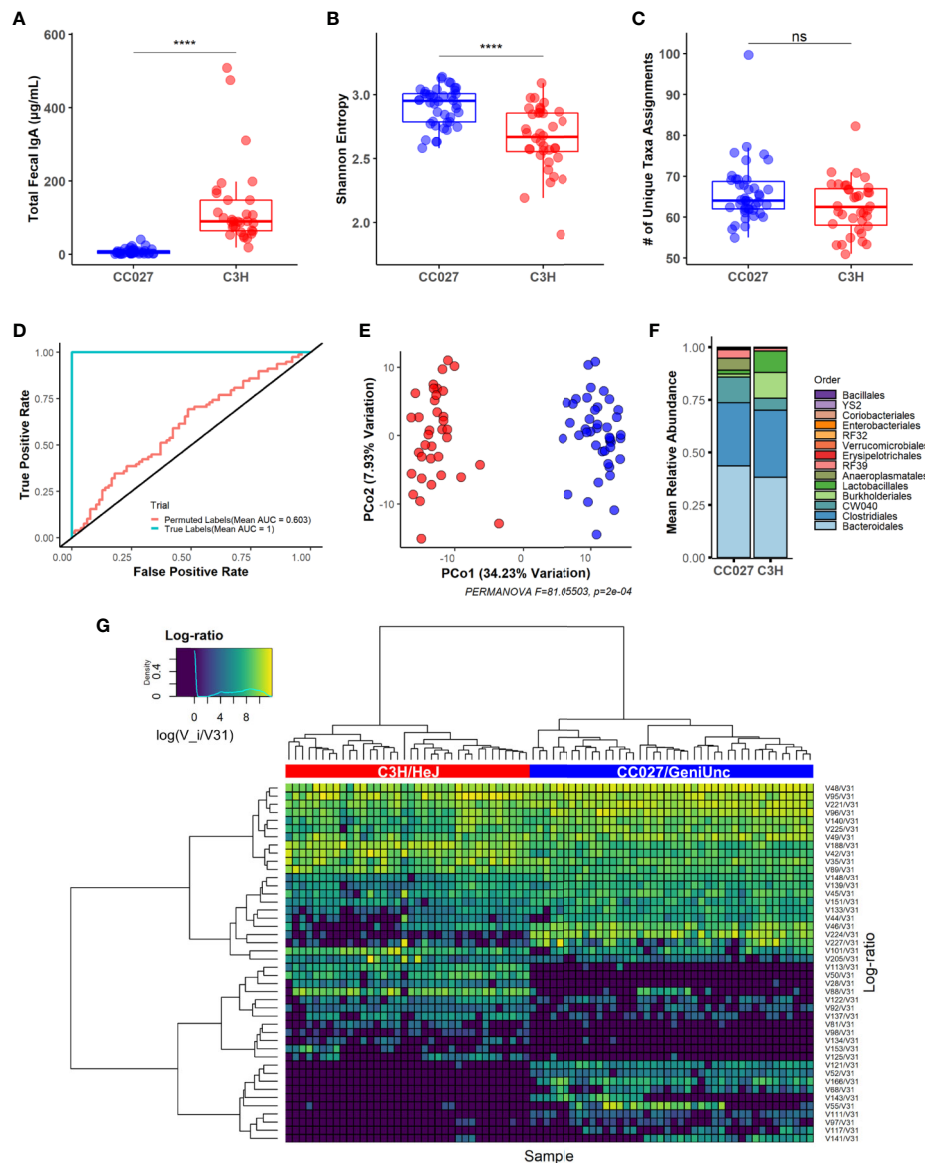 A
Total Fecal IgA (µg/mL)
600
400
200
0
****
CC027
C3H
B
Shannon Entropy
3.0
2.5
2.0
****
CC027
C3H
C
# of Unique Taxa Assignments
100
90
80
70
60
50
ns
CC027
C3H
D
True Positive Rate
1.00
0.75
0.50
0.25
0.00
Trial
Permuted Labels(Mean AUC = 0.603)
True Labels(Mean AUC = 1)
0.00
0.25
0.50
0.75
1.00
False Positive Rate
E
PCo2 (7.93% Variation)
10
0
-10
-10
0
10
PCo1 (34.23% Variation)
PERMANOVA F=81.05503, p=2e-04
F
Mean Relative Abundance
1.00
0.75
0.50
0.25
0.00
CC027
C3H
Order
Bacillales
YS2
Coriobacteriales
Enterobacteriales
RF32
Verrucomicrobiales
Erysipelotrichales
RF39
Anaeroplasmatales
Lactobacillales
Burkholderiales
CW040
Clostridiales
Bacteroidales
G
Log-ratio
Density
0.4
0
0
4
8
log(V_i/V31)
C3H/HeJ
CC027/GeniUnc
V48/V31
V95/V31
V221/V31
V96/V31
V140/V31
V225/V31
V49/V31
V188/V31
V42/V31
V35/V31
V89/V31
V148/V31
V139/V31
V45/V31
V151/V31
V133/V31
V44/V31
V46/V31
V224/V31
V227/V31
V101/V31
V205/V31
V113/V31
V50/V31
V28/V31
V88/V31
V122/V31
V92/V31
V137/V31
V81/V31
V98/V31
V134/V31
V153/V31
V125/V31
V121/V31
V52/V31
V166/V31
V68/V31
V143/V31
V55/V31
V111/V31
V97/V31
V117/V31
V141/V31
Log-ratio
Sample